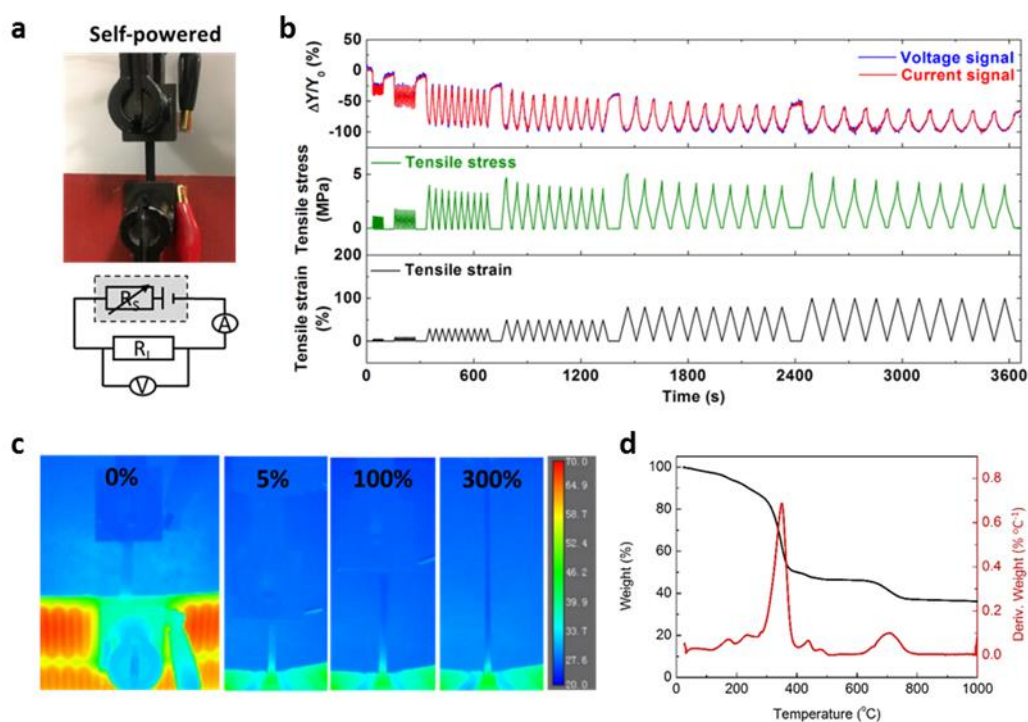 a
Self-powered
R_S
A
R_L
V
b
ΔY/Y₀ (%)
50
0
-50
-100
Voltage signal
Current signal
Tensile stress (MPa)
5
0
Tensile stress
Tensile strain (%)
200
100
0
Tensile strain
0 600 1200 1800 2400 3000 3600
Time (s)
c
0% 5% 100% 300%
70.0
64.9
58.7
52.4
46.2
39.9
33.7
27.6
20.0
d
Weight (%)
100
80
60
40
20
0
Deriv. Weight (% °C⁻¹)
0.8
0.6
0.4
0.2
0.0
0 200 400 600 800 1000
Temperature (°C)